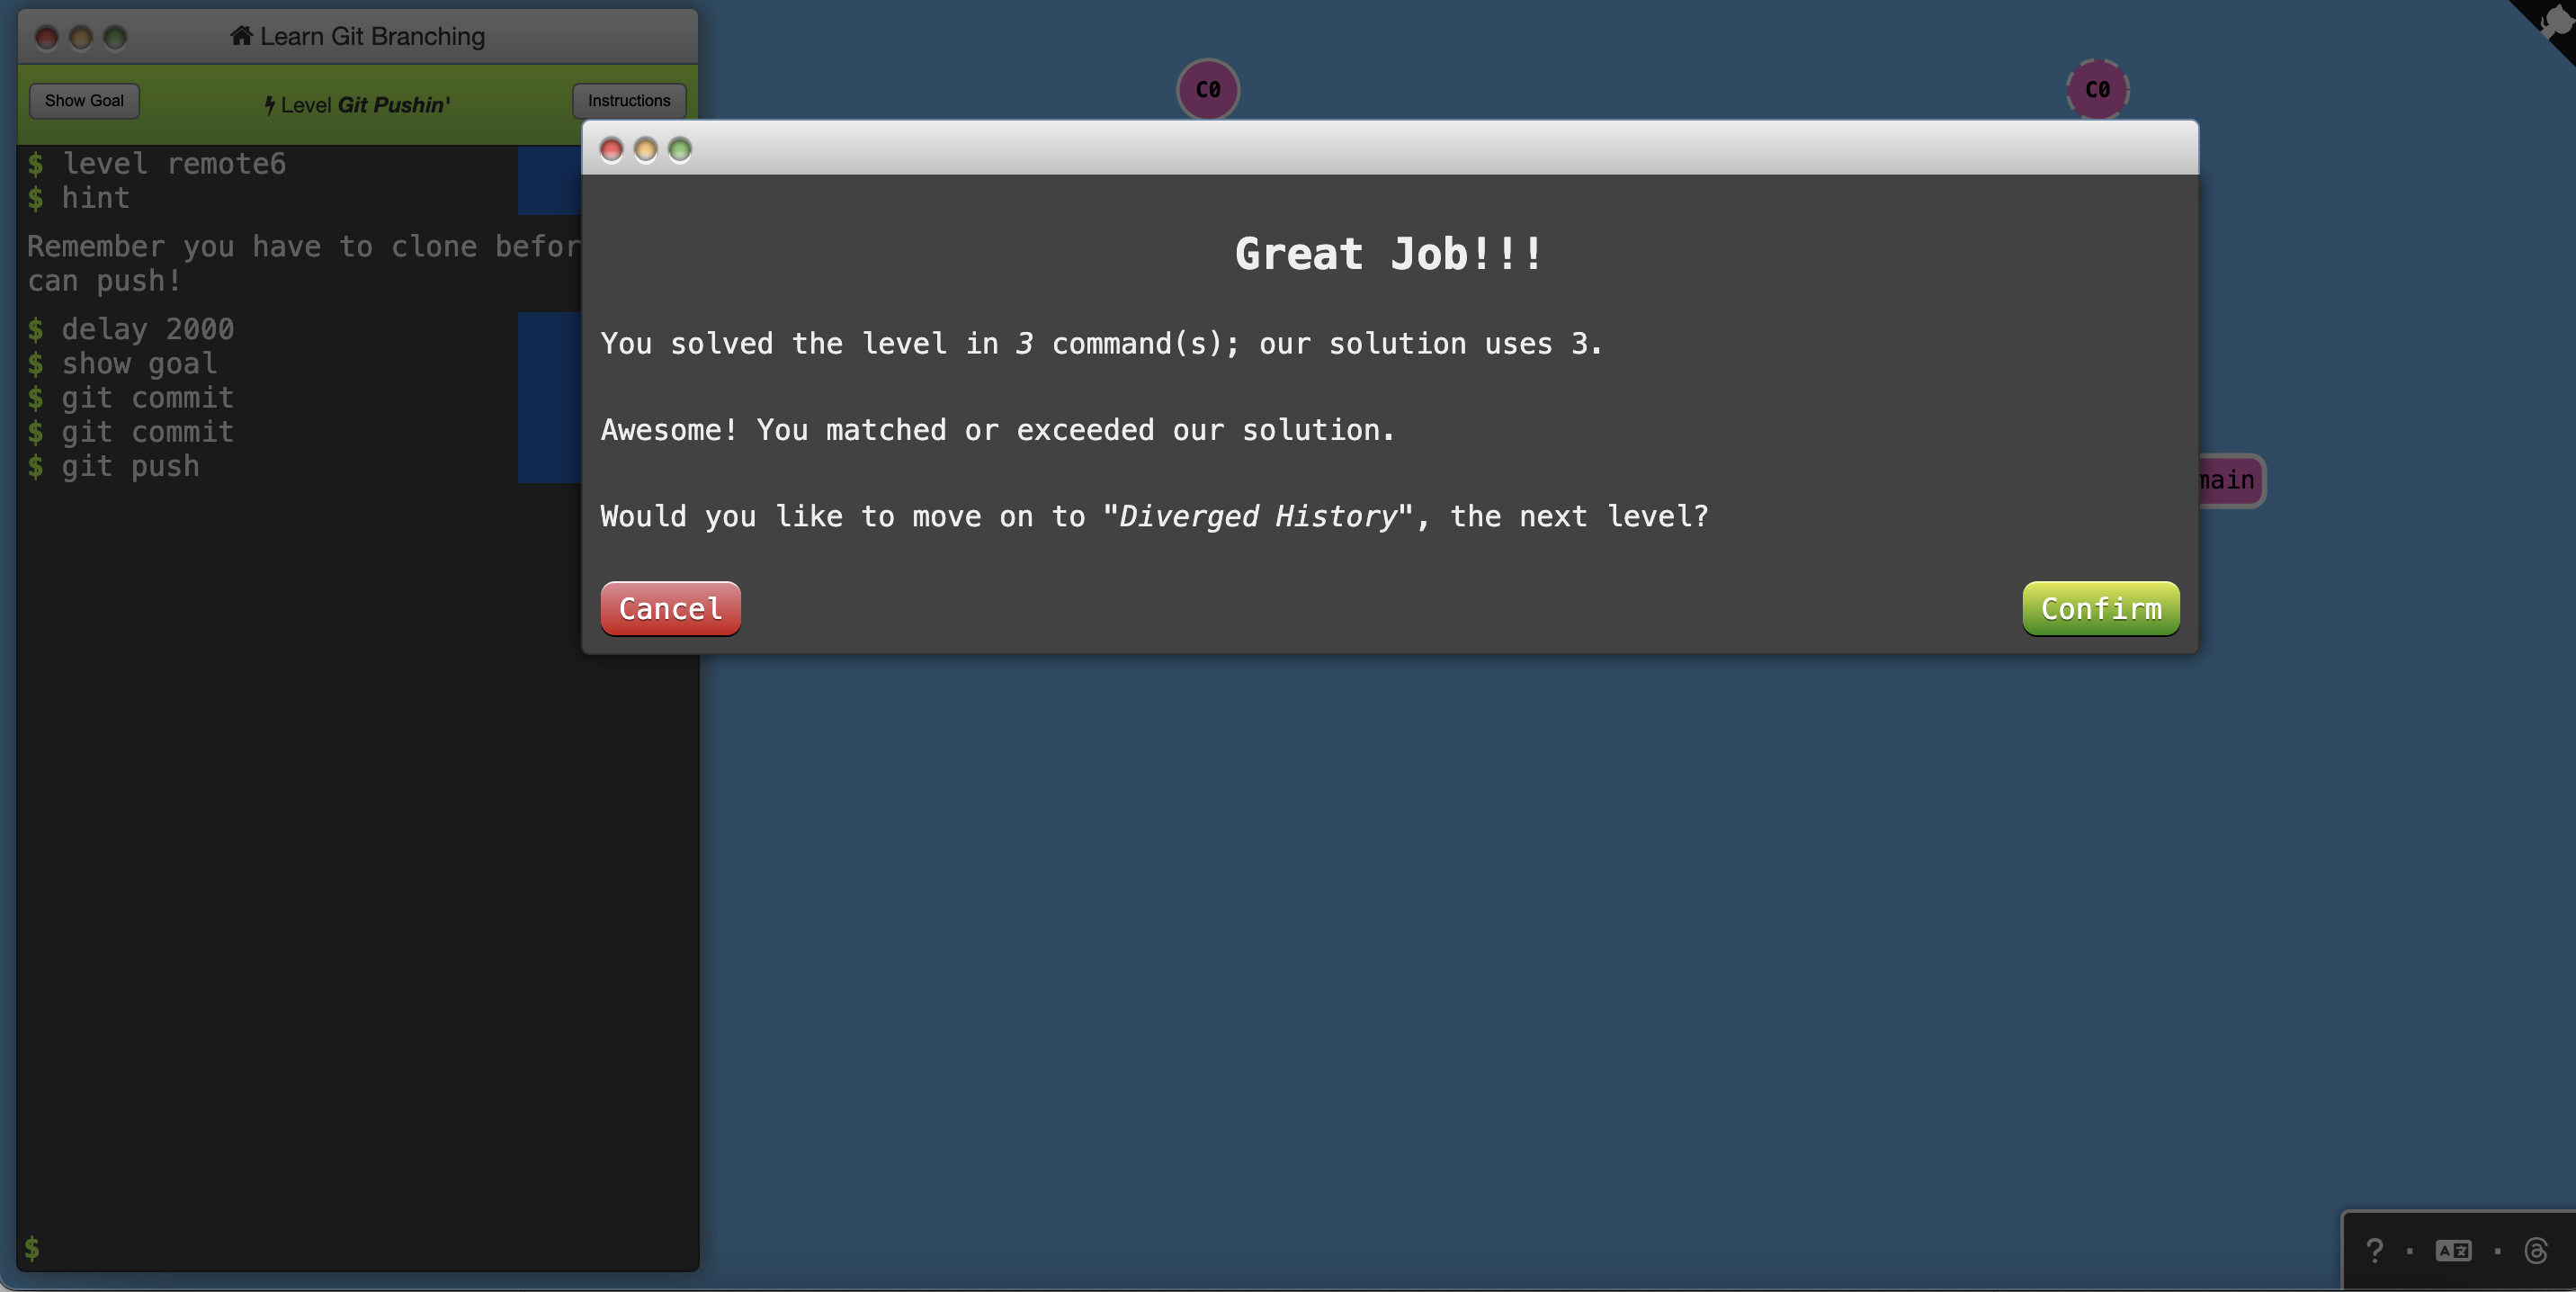 Learn Git Branching
Show Goal
Level Git Pushin'
Instructions
C0
C0
$ level remote6
$ hint
Remember you have to clone befor
can push!
$ delay 2000
$ show goal
$ git commit
$ git commit
$ git push
$
Great Job!!!
You solved the level in 3 command(s); our solution uses 3.
Awesome! You matched or exceeded our solution.
Would you like to move on to "Diverged History", the next level?
Cancel
Confirm
main
? · A文 ·